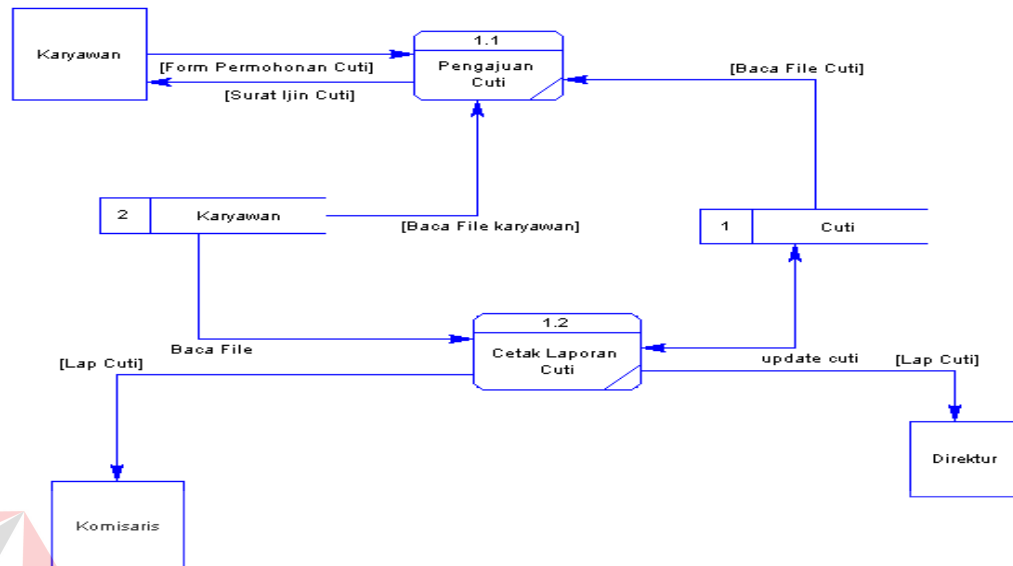 Karyawan
1.1
Pengajuan
Cuti
[Form Permohonan Cuti]
[Surat Ijin Cuti]
[Baca File Cuti]
2
Karyawan
[Baca File karyawan]
1
Cuti
1.2
Cetak Laporan
Cuti
Baca File
update cuti
[Lap Cuti]
[Lap Cuti]
Direktur
Komisaris